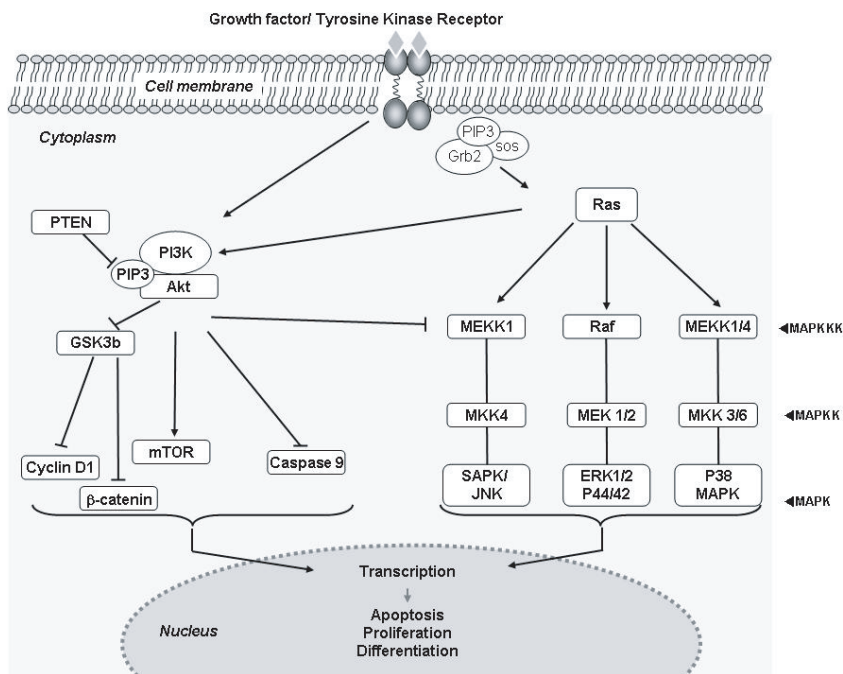 Growth factor/ Tyrosine Kinase Receptor
Cell membrane
Cytoplasm
PIP3
Grb2
sos
Ras
PTEN
PI3K
PIP3
Akt
GSK3b
MEKK1
Raf
MEKK1/4
◀MAPKKK
MKK4
MEK 1/2
MKK 3/6
◀MAPKK
Cyclin D1
mTOR
Caspase 9
β-catenin
SAPK/
JNK
ERK1/2
P44/42
P38
MAPK
◀MAPK
Transcription
Apoptosis
Proliferation
Differentiation
Nucleus